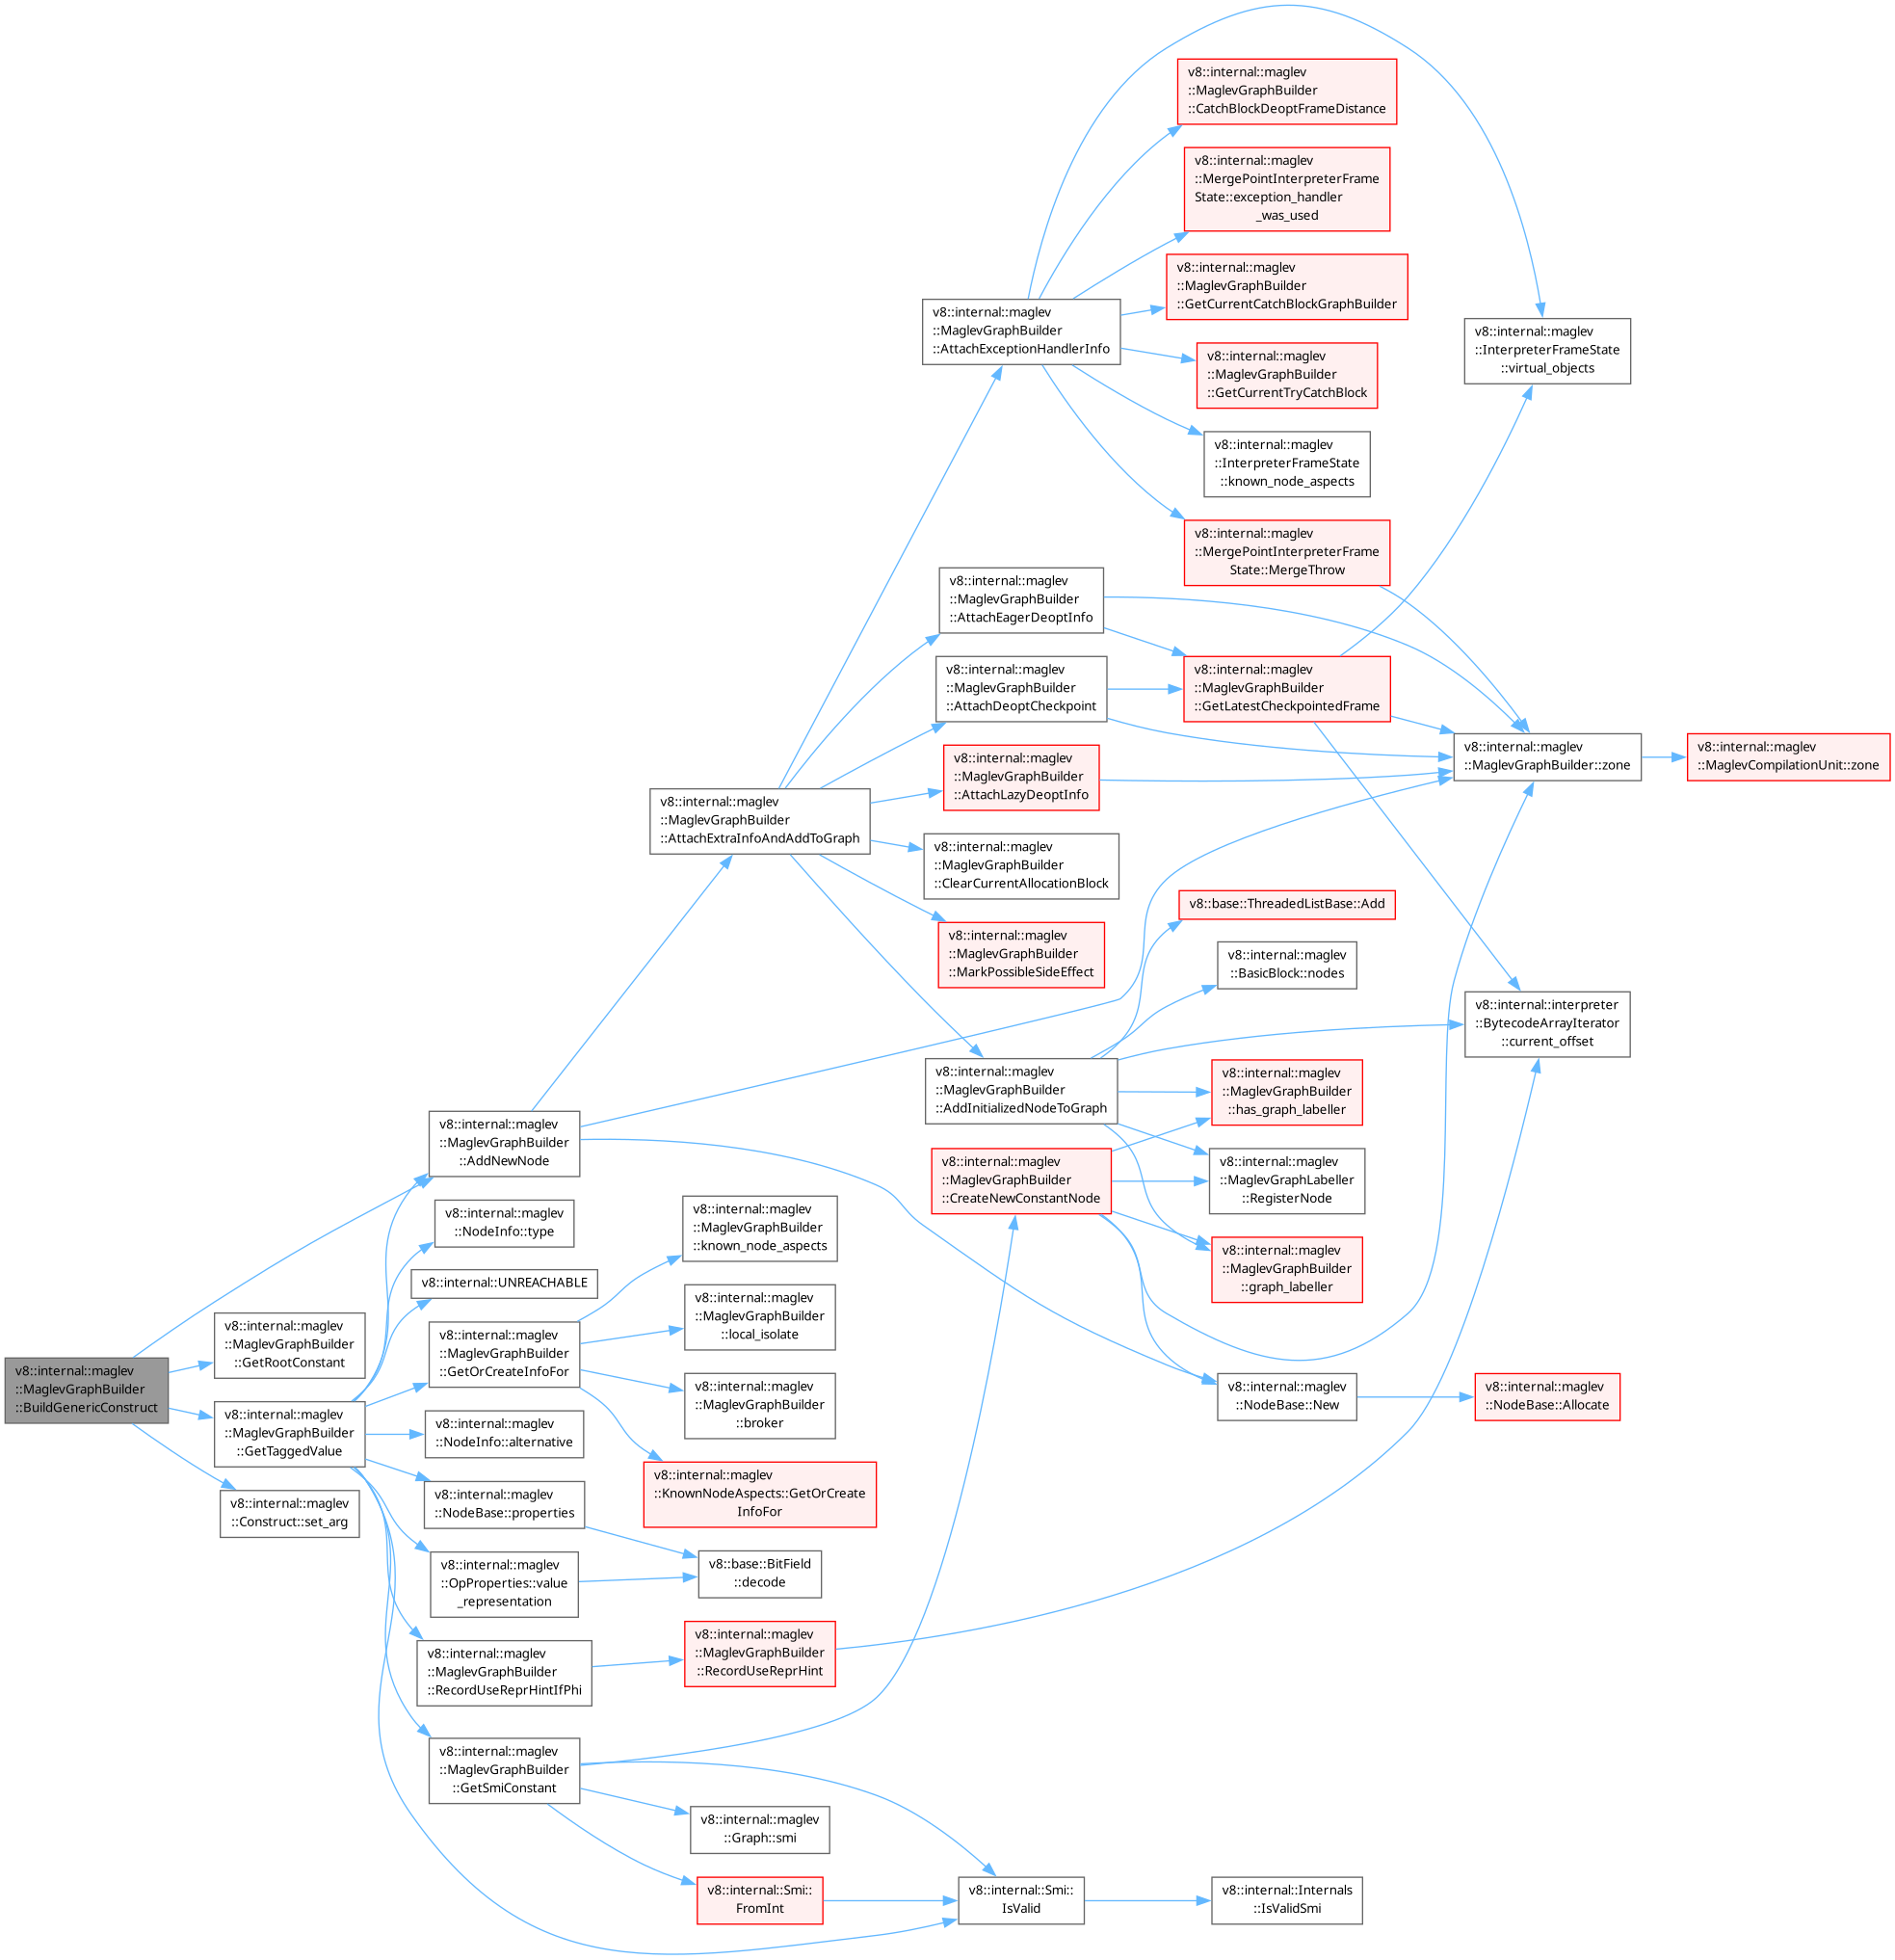 v8::internal::maglev
::MaglevGraphBuilder
::BuildGenericConstruct
v8::internal::maglev
::MaglevGraphBuilder
::AddNewNode
v8::internal::maglev
::MaglevGraphBuilder
::GetRootConstant
v8::internal::maglev
::MaglevGraphBuilder
::GetTaggedValue
v8::internal::maglev
::Construct::set_arg
v8::internal::maglev
::NodeInfo::type
v8::internal::UNREACHABLE
v8::internal::maglev
::MaglevGraphBuilder
::GetOrCreateInfoFor
v8::internal::maglev
::NodeInfo::alternative
v8::internal::maglev
::NodeBase::properties
v8::internal::maglev
::OpProperties::value
_representation
v8::internal::maglev
::MaglevGraphBuilder
::RecordUseReprHintIfPhi
v8::internal::maglev
::MaglevGraphBuilder
::GetSmiConstant
v8::internal::maglev
::MaglevGraphBuilder
::AttachExtraInfoAndAddToGraph
v8::internal::maglev
::MaglevGraphBuilder
::known_node_aspects
v8::internal::maglev
::MaglevGraphBuilder
::local_isolate
v8::internal::maglev
::MaglevGraphBuilder
::broker
v8::internal::maglev
::KnownNodeAspects::GetOrCreate
InfoFor
v8::base::BitField
::decode
v8::internal::maglev
::MaglevGraphBuilder
::RecordUseReprHint
v8::internal::maglev
::Graph::smi
v8::internal::Smi::
FromInt
v8::internal::maglev
::MaglevGraphBuilder
::AttachExceptionHandlerInfo
v8::internal::maglev
::MaglevGraphBuilder
::AttachEagerDeoptInfo
v8::internal::maglev
::MaglevGraphBuilder
::AttachDeoptCheckpoint
v8::internal::maglev
::MaglevGraphBuilder
::AttachLazyDeoptInfo
v8::internal::maglev
::MaglevGraphBuilder
::ClearCurrentAllocationBlock
v8::internal::maglev
::MaglevGraphBuilder
::MarkPossibleSideEffect
v8::internal::maglev
::MaglevGraphBuilder
::AddInitializedNodeToGraph
v8::internal::maglev
::MaglevGraphBuilder
::CreateNewConstantNode
v8::internal::Smi::
IsValid
v8::internal::maglev
::MaglevGraphBuilder
::CatchBlockDeoptFrameDistance
v8::internal::maglev
::MergePointInterpreterFrame
State::exception_handler
_was_used
v8::internal::maglev
::MaglevGraphBuilder
::GetCurrentCatchBlockGraphBuilder
v8::internal::maglev
::MaglevGraphBuilder
::GetCurrentTryCatchBlock
v8::internal::maglev
::InterpreterFrameState
::known_node_aspects
v8::internal::maglev
::MergePointInterpreterFrame
State::MergeThrow
v8::internal::maglev
::MaglevGraphBuilder
::GetLatestCheckpointedFrame
v8::base::ThreadedListBase::Add
v8::internal::maglev
::BasicBlock::nodes
v8::internal::maglev
::MaglevGraphBuilder
::has_graph_labeller
v8::internal::maglev
::MaglevGraphLabeller
::RegisterNode
v8::internal::maglev
::MaglevGraphBuilder
::graph_labeller
v8::internal::maglev
::NodeBase::New
v8::internal::Internals
::IsValidSmi
v8::internal::maglev
::InterpreterFrameState
::virtual_objects
v8::internal::maglev
::MaglevGraphBuilder::zone
v8::internal::interpreter
::BytecodeArrayIterator
::current_offset
v8::internal::maglev
::NodeBase::Allocate
v8::internal::maglev
::MaglevCompilationUnit::zone